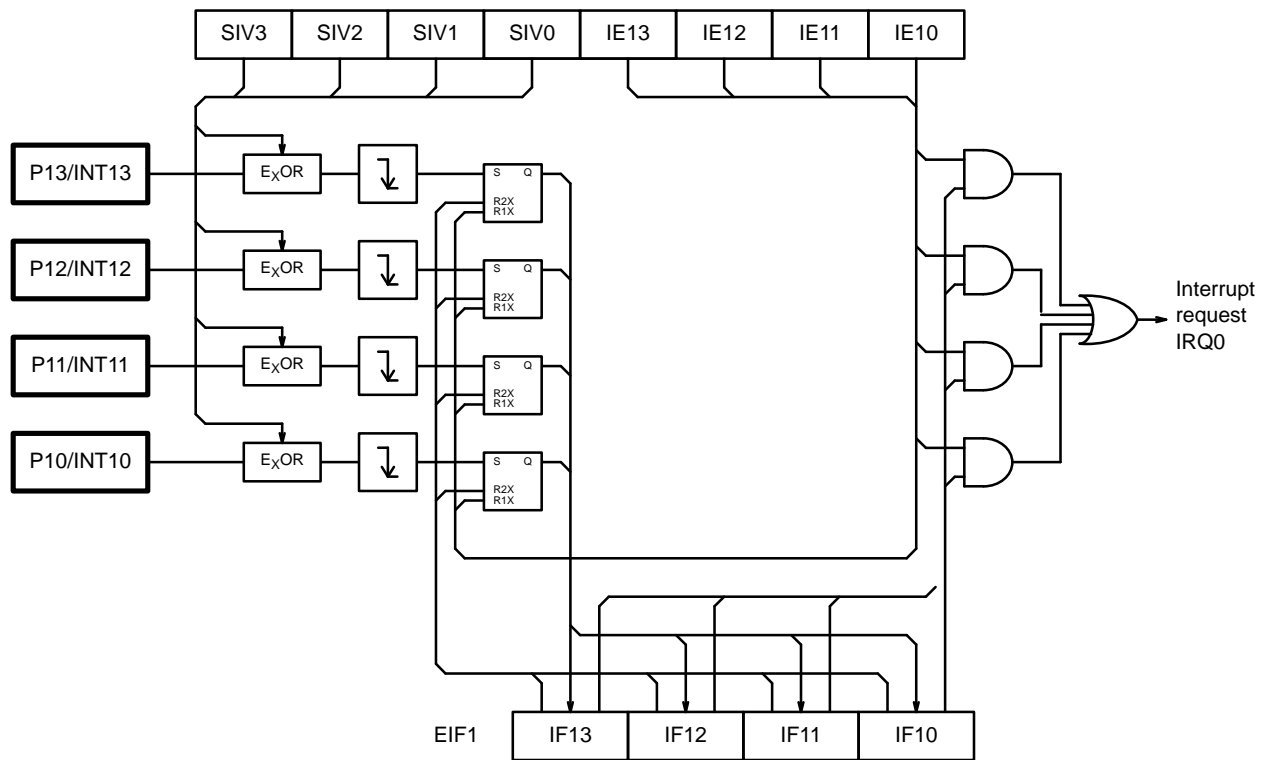 SIV3 SIV2 SIV1 SIV0 IE13 IE12 IE11 IE10
P13/INT13
EXOR
S Q
R2X
R1X
P12/INT12
EXOR
S Q
R2X
R1X
Interrupt
request
IRQ0
P11/INT11
EXOR
S Q
R2X
R1X
P10/INT10
EXOR
S Q
R2X
R1X
EIF1 IF13 IF12 IF11 IF10